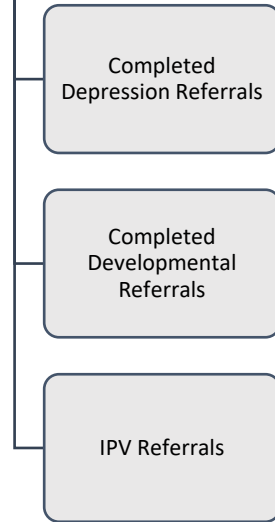 Completed
Depression Referrals
Completed
Developmental
Referrals
IPV Referrals